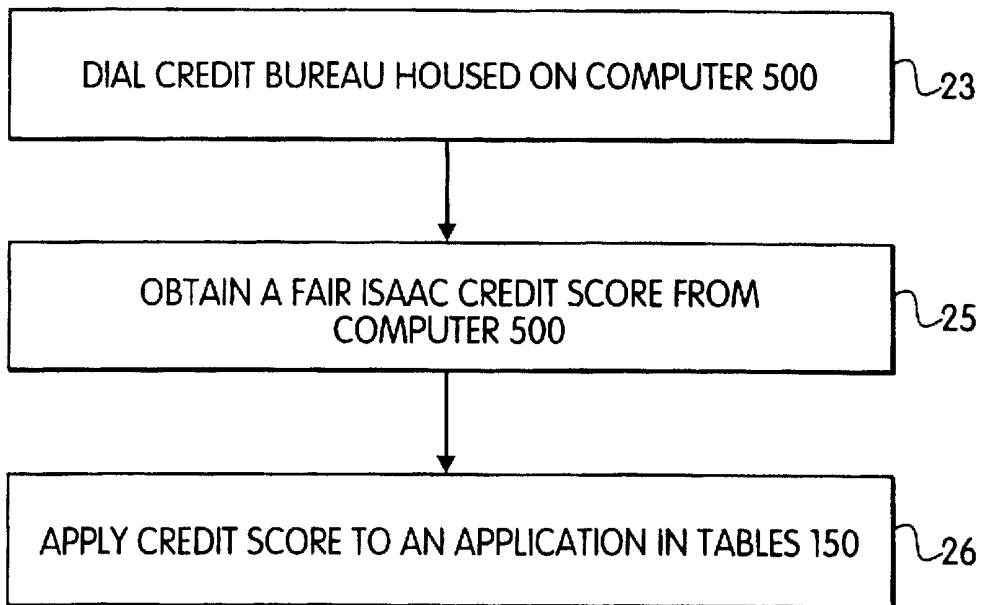 DIAL CREDIT BUREAU HOUSED ON COMPUTER 500
23
OBTAIN A FAIR ISAAC CREDIT SCORE FROM
COMPUTER 500
25
APPLY CREDIT SCORE TO AN APPLICATION IN TABLES 150
26